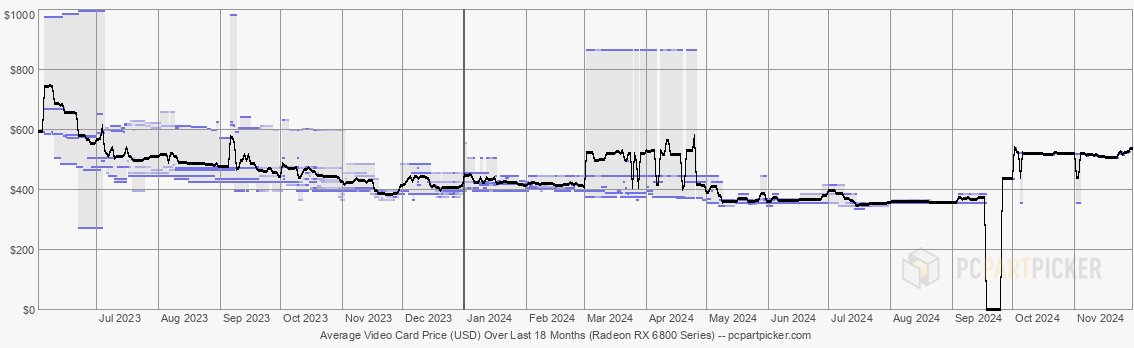 $1000
$800
$600
$400
$200
$0
Jul 2023 Aug 2023 Sep 2023 Oct 2023 Nov 2023 Dec 2023 Jan 2024 Feb 2024 Mar 2024 Apr 2024 May 2024 Jun 2024 Jul 2024 Aug 2024 Sep 2024 Oct 2024 Nov 2024
PCPARTPICKER
Average Video Card Price (USD) Over Last 18 Months (Radeon RX 6800 Series) -- pcpartpicker.com